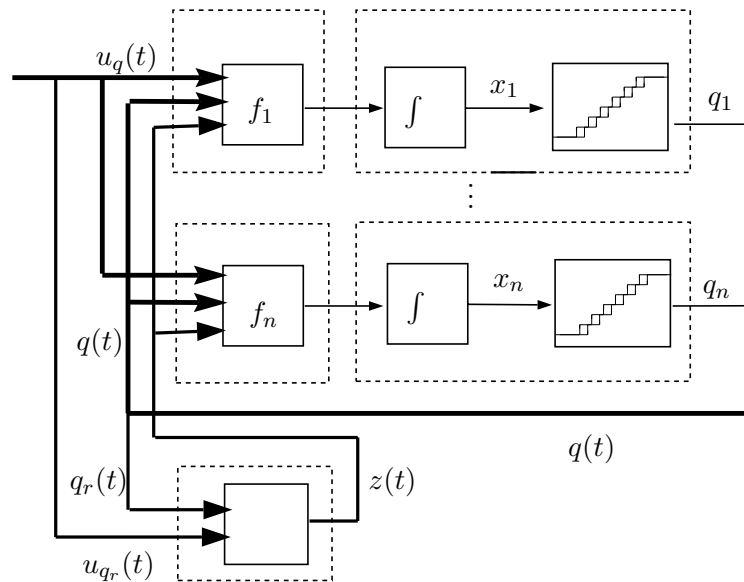 u_q(t)
f_1
∫
x_1
q_1
⋮
f_n
∫
x_n
q_n
q(t)
q(t)
q_r(t)
z(t)
u_{q_r}(t)